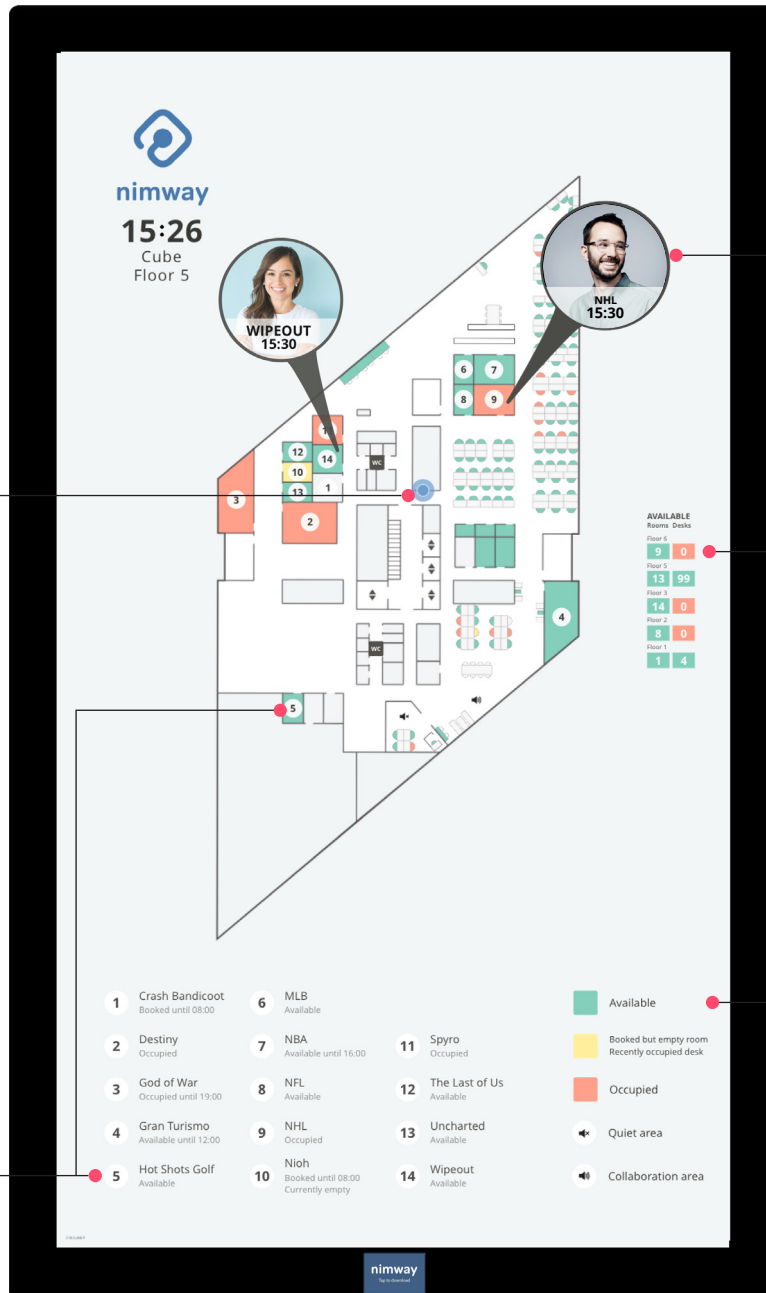 nimway
15:26
Cube
Floor 5
WIPEOUT
15:30
NHL
15:30
6
7
8
9
12
14
WC
10
13
1
3
2
4
WC
5
AVAILABLE
Rooms Desks
Floor 6
9 0
Floor 5
13 99
Floor 3
14 0
Floor 2
8 0
Floor 1
1 4
1 Crash Bandicoot
Booked until 08:00
2 Destiny
Occupied
3 God of War
Occupied until 19:00
4 Gran Turismo
Available until 12:00
5 Hot Shots Golf
Available
6 MLB
Available
7 NBA
Available until 16:00
8 NFL
Available
9 NHL
Occupied
10 Nioh
Booked until 08:00
Currently empty
11 Spyro
Occupied
12 The Last of Us
Available
13 Uncharted
Available
14 Wipeout
Available
Available
Booked but empty room
Recently occupied desk
Occupied
Quiet area
Collaboration area
nimway
Tap to download